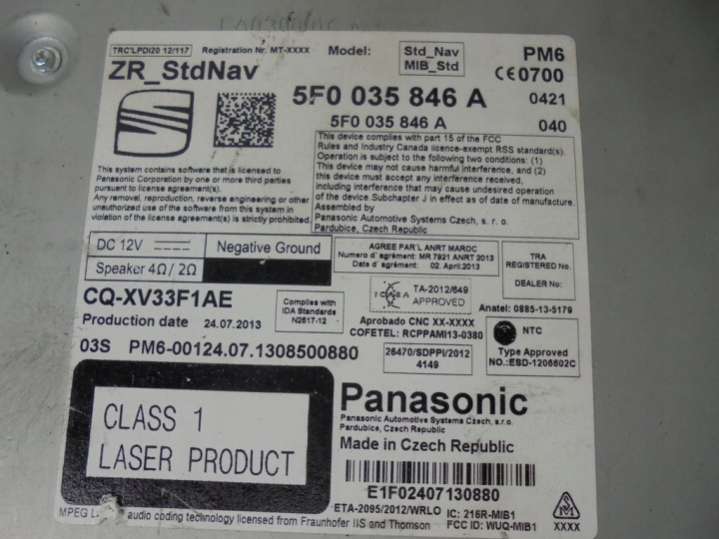 TRC'LPDI20 12/117
Registration Nr. MT-XXXX
Model:
Std_Nav
MIB_Std
PM6
ZR_StdNav
CE0700
5F0 035 846 A
0421
5F0 035 846 A
040
This device complies with part 15 of the FCC
Rules and Industry Canada licence-exempt RSS standard(s).
Operation is subject to the following two conditions: (1)
This device may not cause harmful interference, and (2)
this device must accept any interference received,
including interference that may cause undesired operation
of the device.Subchapter J in effect as of date of manufacture.
Assembled by
Panasonic Automotive Systems Czech, s. r. o.
Pardubice, Czech Republic
This system contains software that is licensed to
Panasonic Corporation by one or more third parties
pursuant to license agreement(s).
Any removal, reproduction, reverse engineering or other
unauthorized use of the software from this system in
violation of the license agreement(s) is strictly prohibited.
DC 12V
Negative Ground
Speaker 4Ω / 2Ω
AGREE PAR L'ANRT MAROC
Numero d'agrément: MR 7921 ANRT 2013
Data d' agrément: 02. April.2013
TRA
REGISTERED No.
DEALER No:
TA-2012/649
APPROVED
CQ-XV33F1AE
Complies with
IDA Standards
N2617-12
Anatel: 0885-13-5179
Production date 24.07.2013
Aprobado CNC XX-XXXX
COFETEL: RCPPAMI13-0380
NTC
Type Approved
NO.:ESD-1206602C
03S PM6-00124.07.1308500880
26470/SDPPI/2012
4149
CLASS 1
LASER PRODUCT
Panasonic
Panasonic Automotive Systems Czech, s.r.o.
Pardubice, Czech Republic
Made in Czech Republic
E1F02407130880
ETA-2095/2012/WRLO
IC: 216R-MIB1
FCC ID: WUQ-MIB1
XXXX
MPEG audio coding technology licensed from Fraunhofer IIS and Thomson